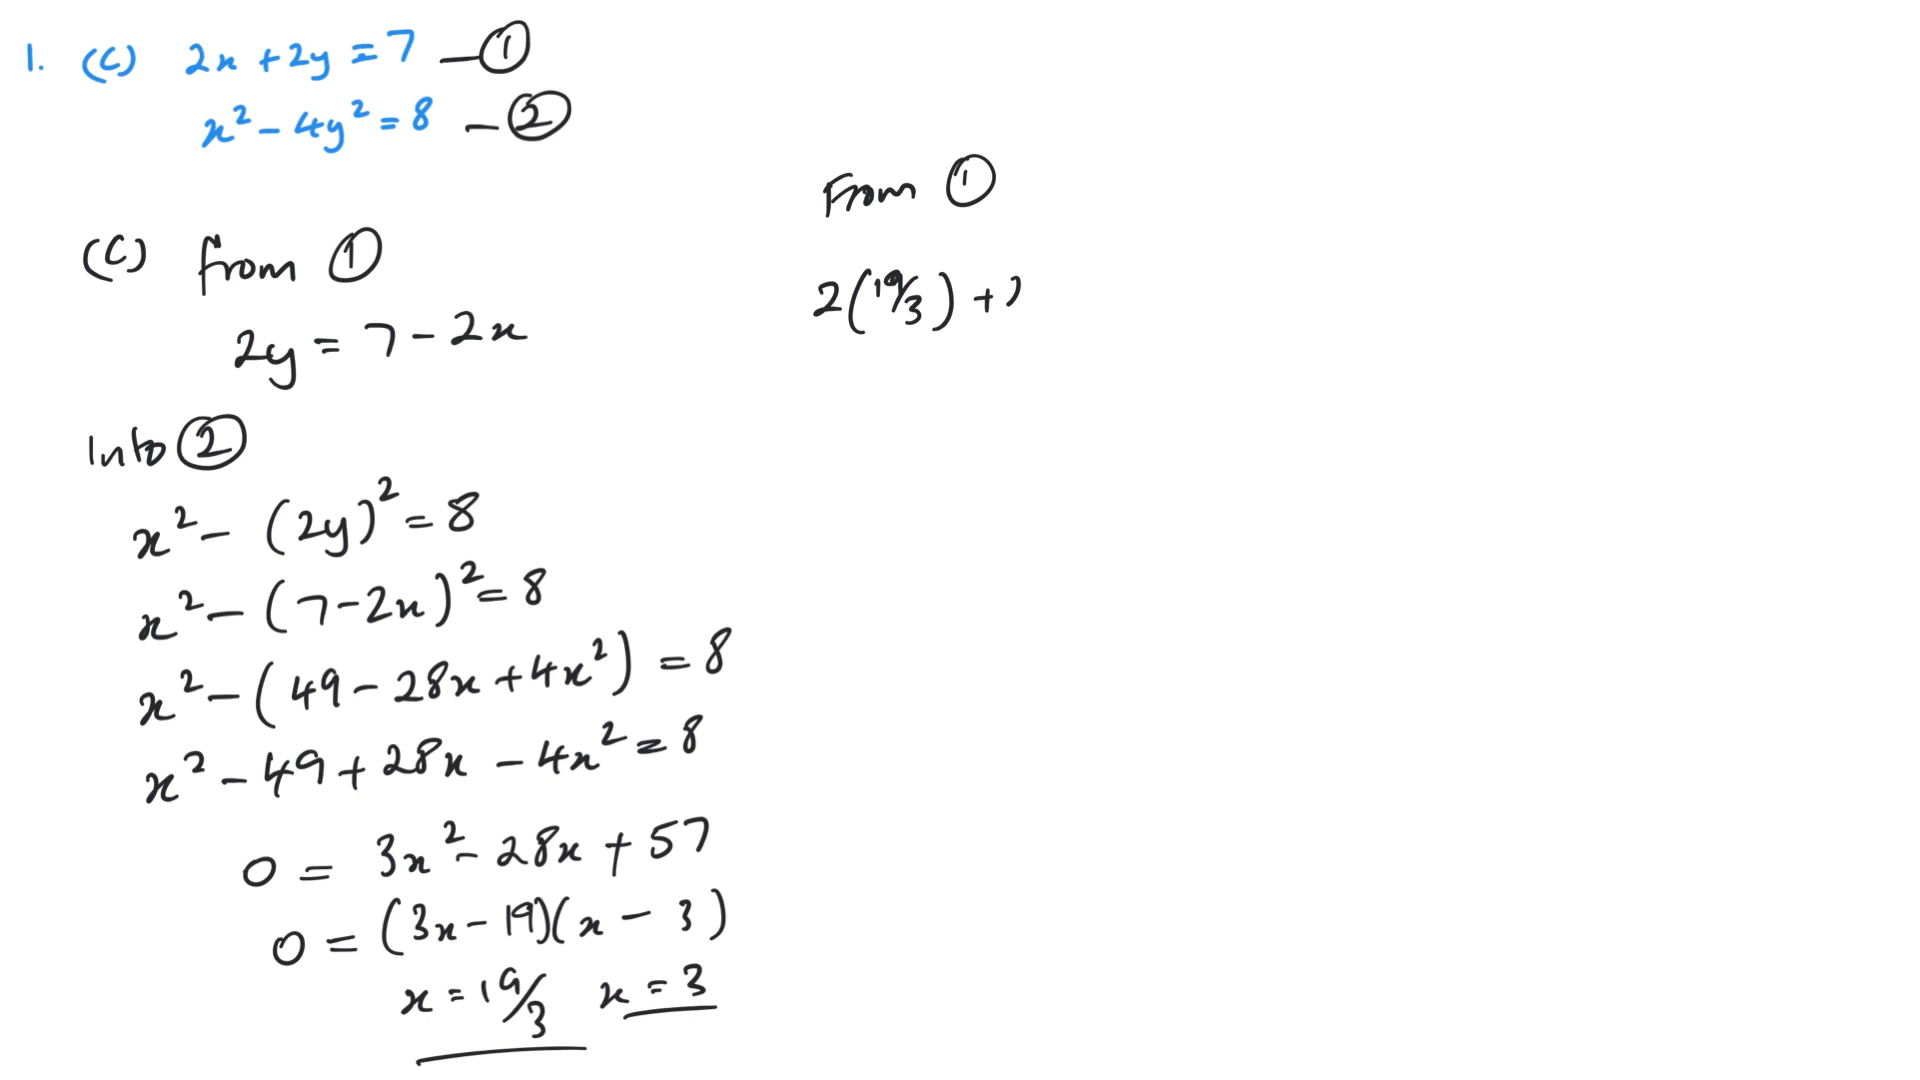 1. (c) 2x + 2y = 7 — ①
x² - 4y² = 8 - ②
(c) from ①
2y = 7 - 2x
Into ②
x² - (2y)² = 8
x² - (7-2x)² = 8
x² - (49 - 28x + 4x²) = 8
x² - 49 + 28x - 4x² = 8
0 = 3x² - 28x + 57
0 = (3x - 19)(x - 3)
x = 19/3 x = 3
From ①
2(19/3) +